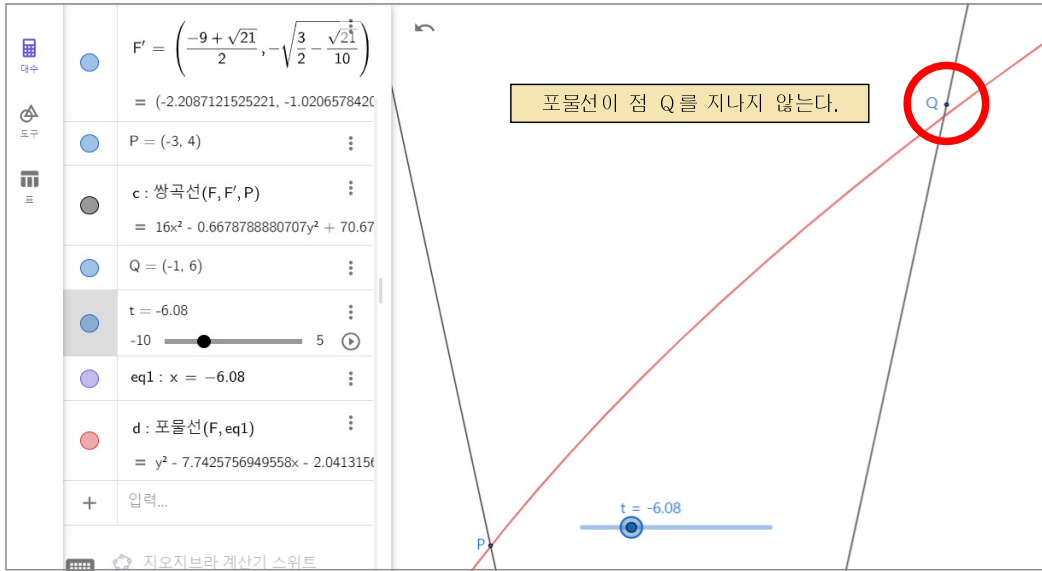 대수
도구
표
F′ = ( (-9 + √21)/2 , -√(3/2 - √21/10) )
= (-2.2087121525221, -1.0206578420
P = (-3, 4)
c : 쌍곡선(F, F′, P)
= 16x² - 0.6678788880707y² + 70.67
Q = (-1, 6)
t = -6.08
-10 5
eq1 : x = -6.08
d : 포물선(F, eq1)
= y² - 7.7425756949558x - 2.0413156
+ 입력...
지오지브라 계산기 스위트
포물선이 점 Q를 지나지 않는다.
Q
t = -6.08
P